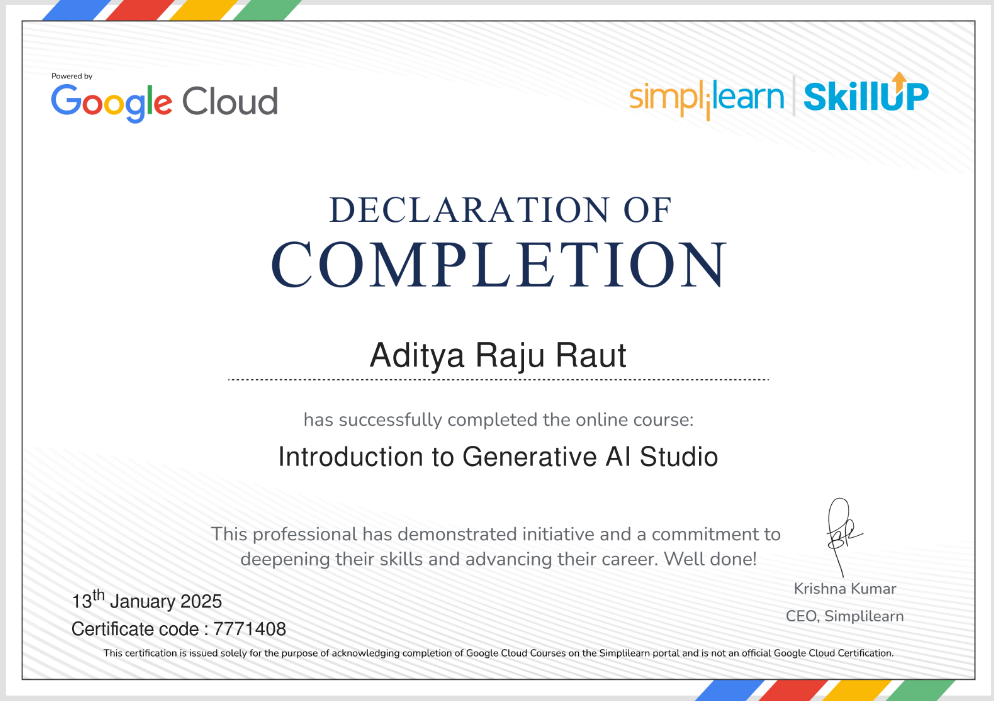 Powered by
Google Cloud
simplilearn | SkillUP
DECLARATION OF
COMPLETION
Aditya Raju Raut
has successfully completed the online course:
Introduction to Generative AI Studio
This professional has demonstrated initiative and a commitment to
deepening their skills and advancing their career. Well done!
Krishna Kumar
CEO, Simplilearn
13th January 2025
Certificate code : 7771408
This certification is issued solely for the purpose of acknowledging completion of Google Cloud Courses on the Simplilearn portal and is not an official Google Cloud Certification.